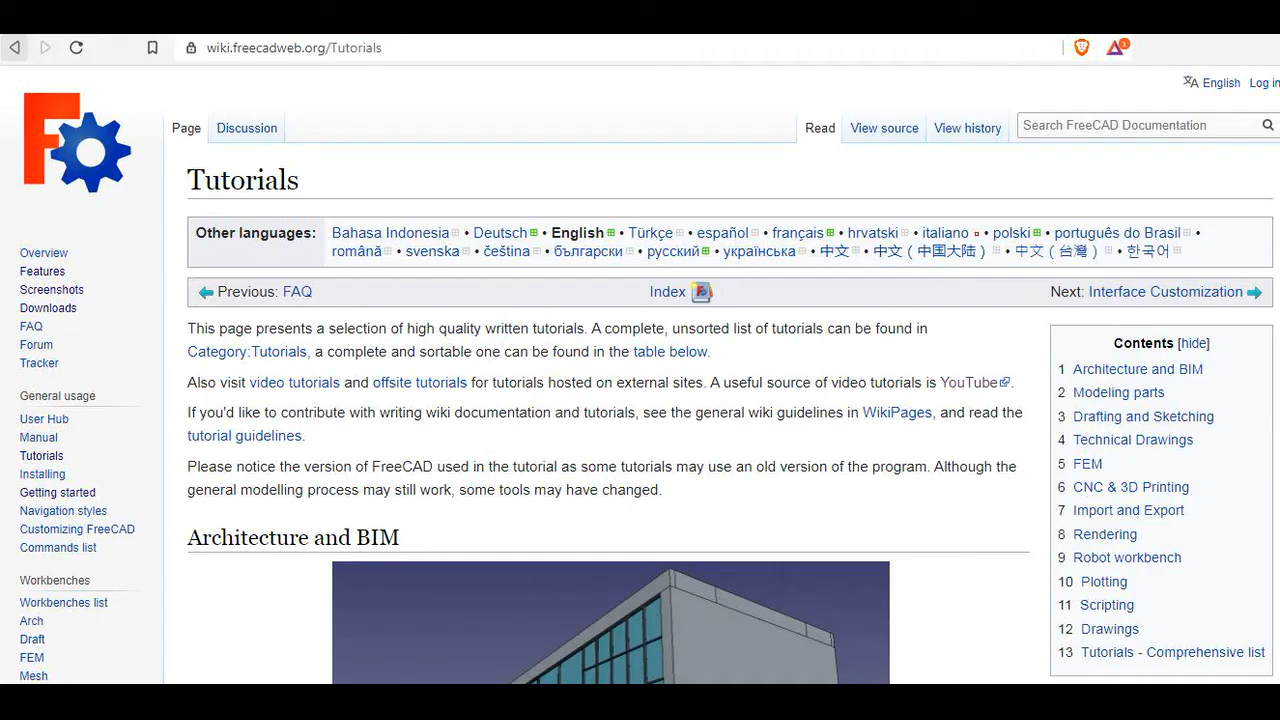 wiki.freecadweb.org/Tutorials
1
English Log in
Page Discussion Read View source View history Search FreeCAD Documentation
Tutorials
Other languages: Bahasa Indonesia • Deutsch • English • Türkçe • español • français • hrvatski • italiano • polski • português do Brasil •
română • svenska • čeština • български • русский • українська • 中文 • 中文（中国大陆） • 中文（台灣） • 한국어
Previous: FAQ Index Next: Interface Customization
This page presents a selection of high quality written tutorials. A complete, unsorted list of tutorials can be found in
Category:Tutorials, a complete and sortable one can be found in the table below.
Also visit video tutorials and offsite tutorials for tutorials hosted on external sites. A useful source of video tutorials is YouTube.
If you'd like to contribute with writing wiki documentation and tutorials, see the general wiki guidelines in WikiPages, and read the
tutorial guidelines.
Please notice the version of FreeCAD used in the tutorial as some tutorials may use an old version of the program. Although the
general modelling process may still work, some tools may have changed.
Architecture and BIM
Contents [hide]
1 Architecture and BIM
2 Modeling parts
3 Drafting and Sketching
4 Technical Drawings
5 FEM
6 CNC & 3D Printing
7 Import and Export
8 Rendering
9 Robot workbench
10 Plotting
11 Scripting
12 Drawings
13 Tutorials - Comprehensive list
Overview
Features
Screenshots
Downloads
FAQ
Forum
Tracker
General usage
User Hub
Manual
Tutorials
Installing
Getting started
Navigation styles
Customizing FreeCAD
Commands list
Workbenches
Workbenches list
Arch
Draft
FEM
Mesh